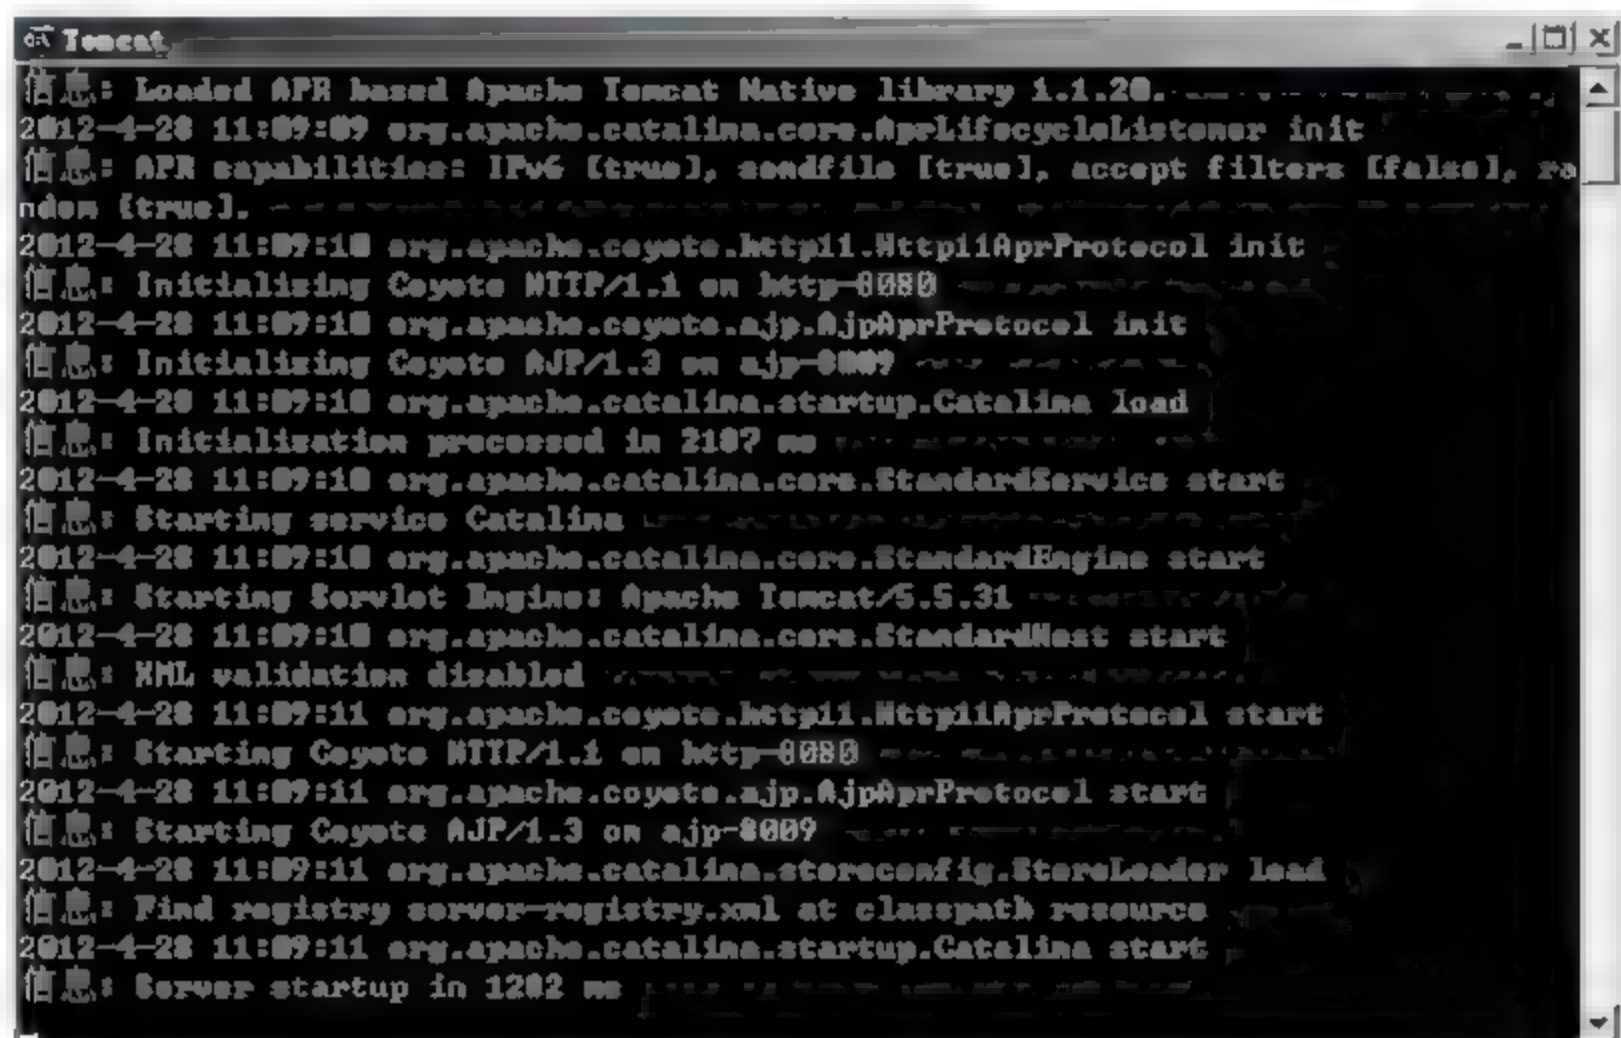 Tomcat
信息: Loaded APR based Apache Tomcat Native library 1.1.20.
2012-4-28 11:09:09 org.apache.catalina.core.AprLifecycleListener init
信息: APR capabilities: IPv6 [true], sendfile [true], accept filters [false], ra
ndom [true].
2012-4-28 11:09:10 org.apache.coyote.http11.Http11AprProtocol init
信息: Initializing Coyote HTTP/1.1 on http-8080
2012-4-28 11:09:10 org.apache.coyote.ajp.AjpAprProtocol init
信息: Initializing Coyote AJP/1.3 on ajp-8009
2012-4-28 11:09:10 org.apache.catalina.startup.Catalina load
信息: Initialization processed in 2187 ms
2012-4-28 11:09:10 org.apache.catalina.core.StandardService start
信息: Starting service Catalina
2012-4-28 11:09:10 org.apache.catalina.core.StandardEngine start
信息: Starting Servlet Engine: Apache Tomcat/5.5.31
2012-4-28 11:09:10 org.apache.catalina.core.StandardHost start
信息: XML validation disabled
2012-4-28 11:09:11 org.apache.coyote.http11.Http11AprProtocol start
信息: Starting Coyote HTTP/1.1 on http-8080
2012-4-28 11:09:11 org.apache.coyote.ajp.AjpAprProtocol start
信息: Starting Coyote AJP/1.3 on ajp-8009
2012-4-28 11:09:11 org.apache.catalina.storeconfig.StoreLoader load
信息: Find registry server-registry.xml at classpath resource
2012-4-28 11:09:11 org.apache.catalina.startup.Catalina start
信息: Server startup in 1202 ms